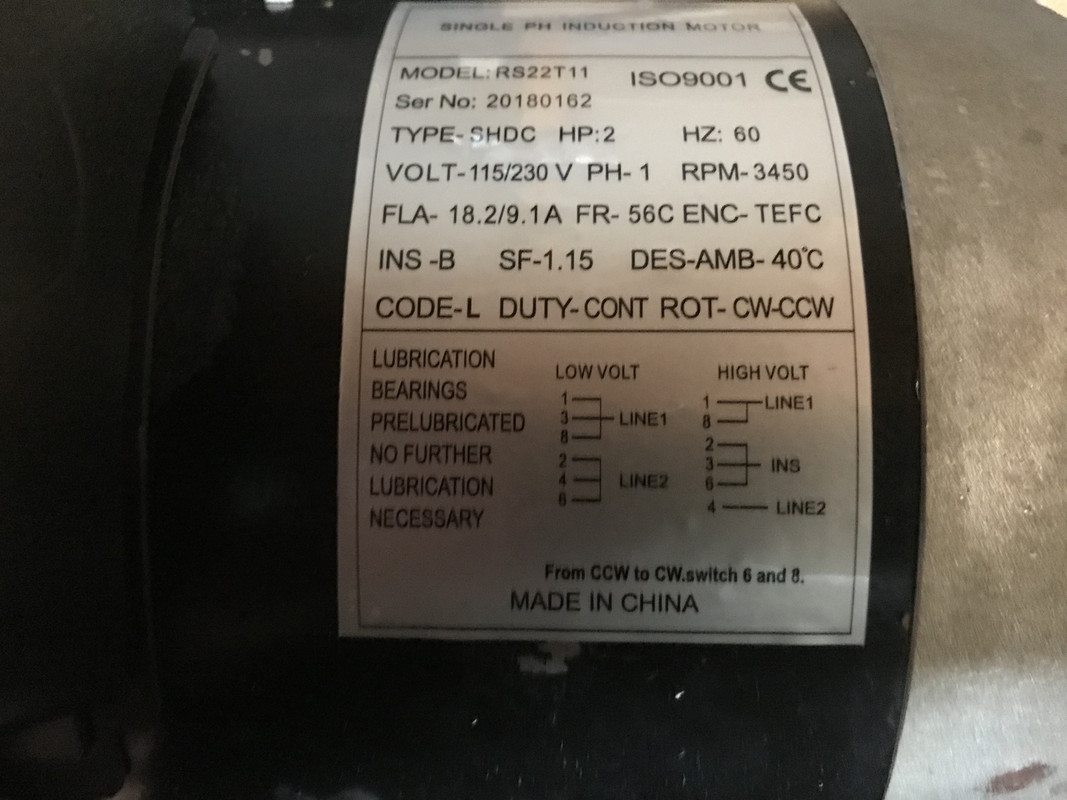 SINGLE PH INDUCTION MOTOR
MODEL: RS22T11 ISO9001 CE
Ser No: 20180162
TYPE- SHDC HP:2 HZ: 60
VOLT-115/230 V PH- 1 RPM-3450
FLA- 18.2/9.1A FR- 56C ENC- TEFC
INS -B SF-1.15 DES-AMB- 40℃
CODE-L DUTY- CONT ROT- CW-CCW
LUBRICATION
BEARINGS
PRELUBRICATED
NO FURTHER
LUBRICATION
NECESSARY
LOW VOLT
1
3 LINE1
8
2
4 LINE2
6
HIGH VOLT
1 LINE1
8
2
3 INS
6
4 LINE2
From CCW to CW.switch 6 and 8.
MADE IN CHINA